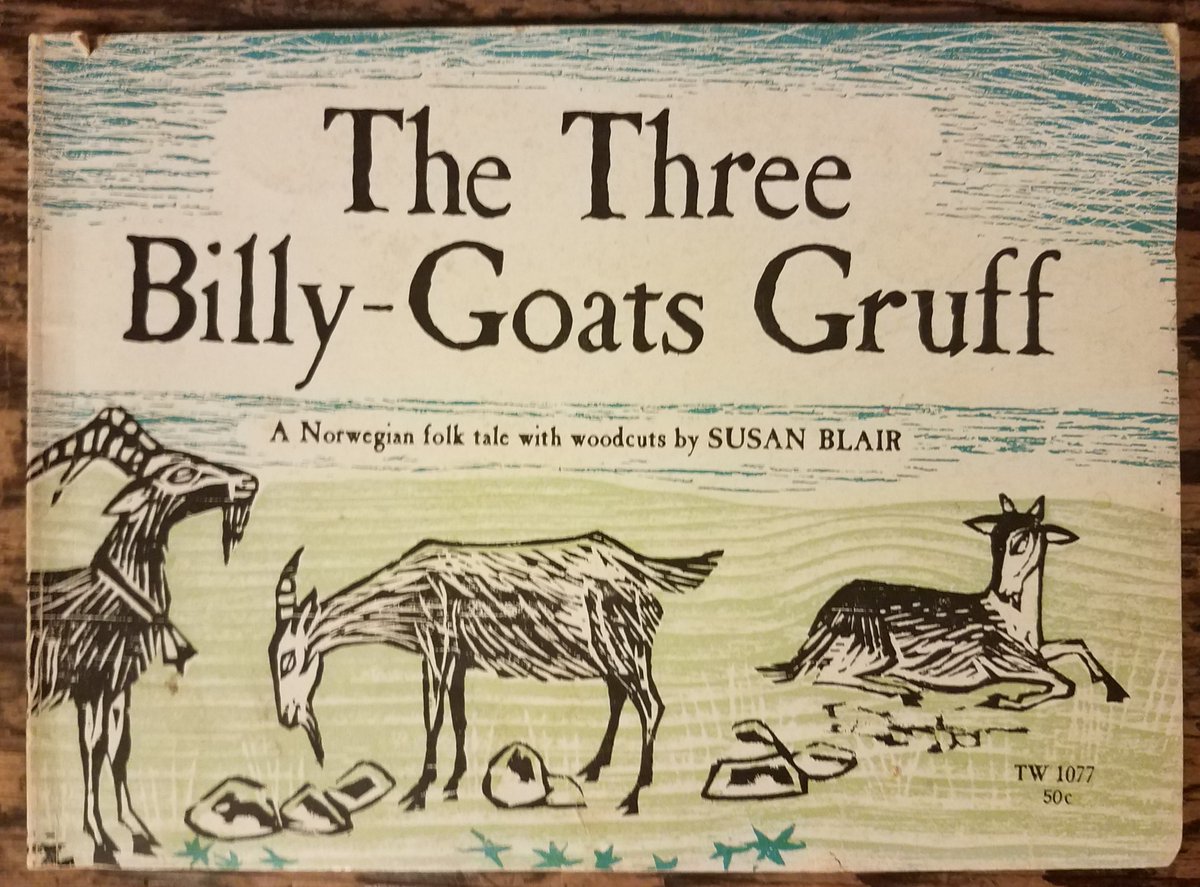 The Three
Billy-Goats Gruff
A Norwegian folk tale with woodcuts by SUSAN BLAIR
TW 1077
50c